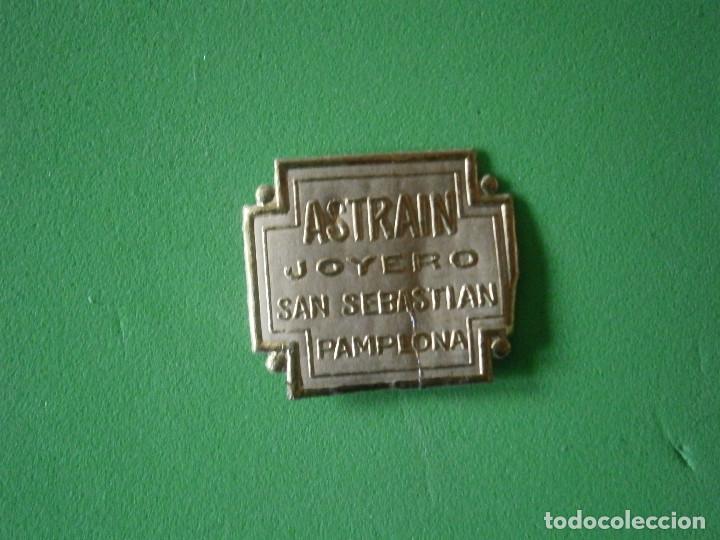 ASTRAIN
JOYERO
SAN SEBASTIAN
PAMPLONA
todocoleccion